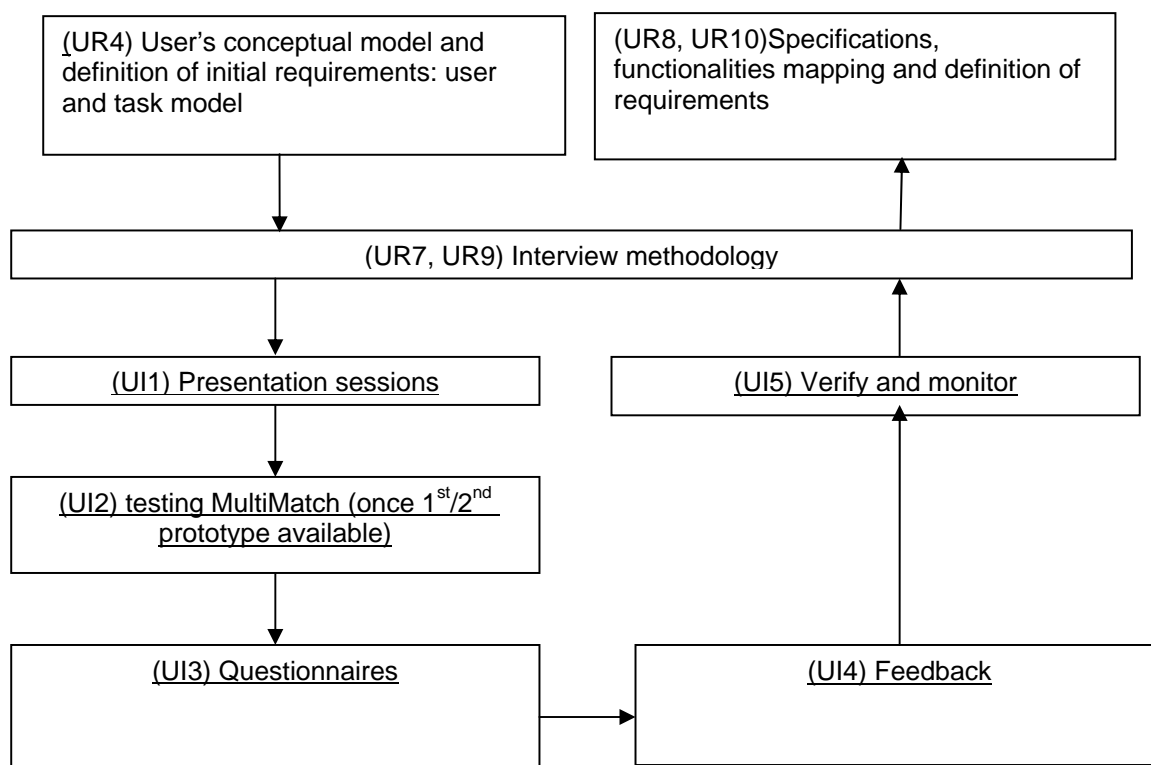 (UR4) User’s conceptual model and
definition of initial requirements: user
and task model
(UR8, UR10)Specifications,
functionalities mapping and definition of
requirements
(UR7, UR9) Interview methodology
(UI1) Presentation sessions
(UI5) Verify and monitor
(UI2) testing MultiMatch (once 1st/2nd
prototype available)
(UI3) Questionnaires
(UI4) Feedback